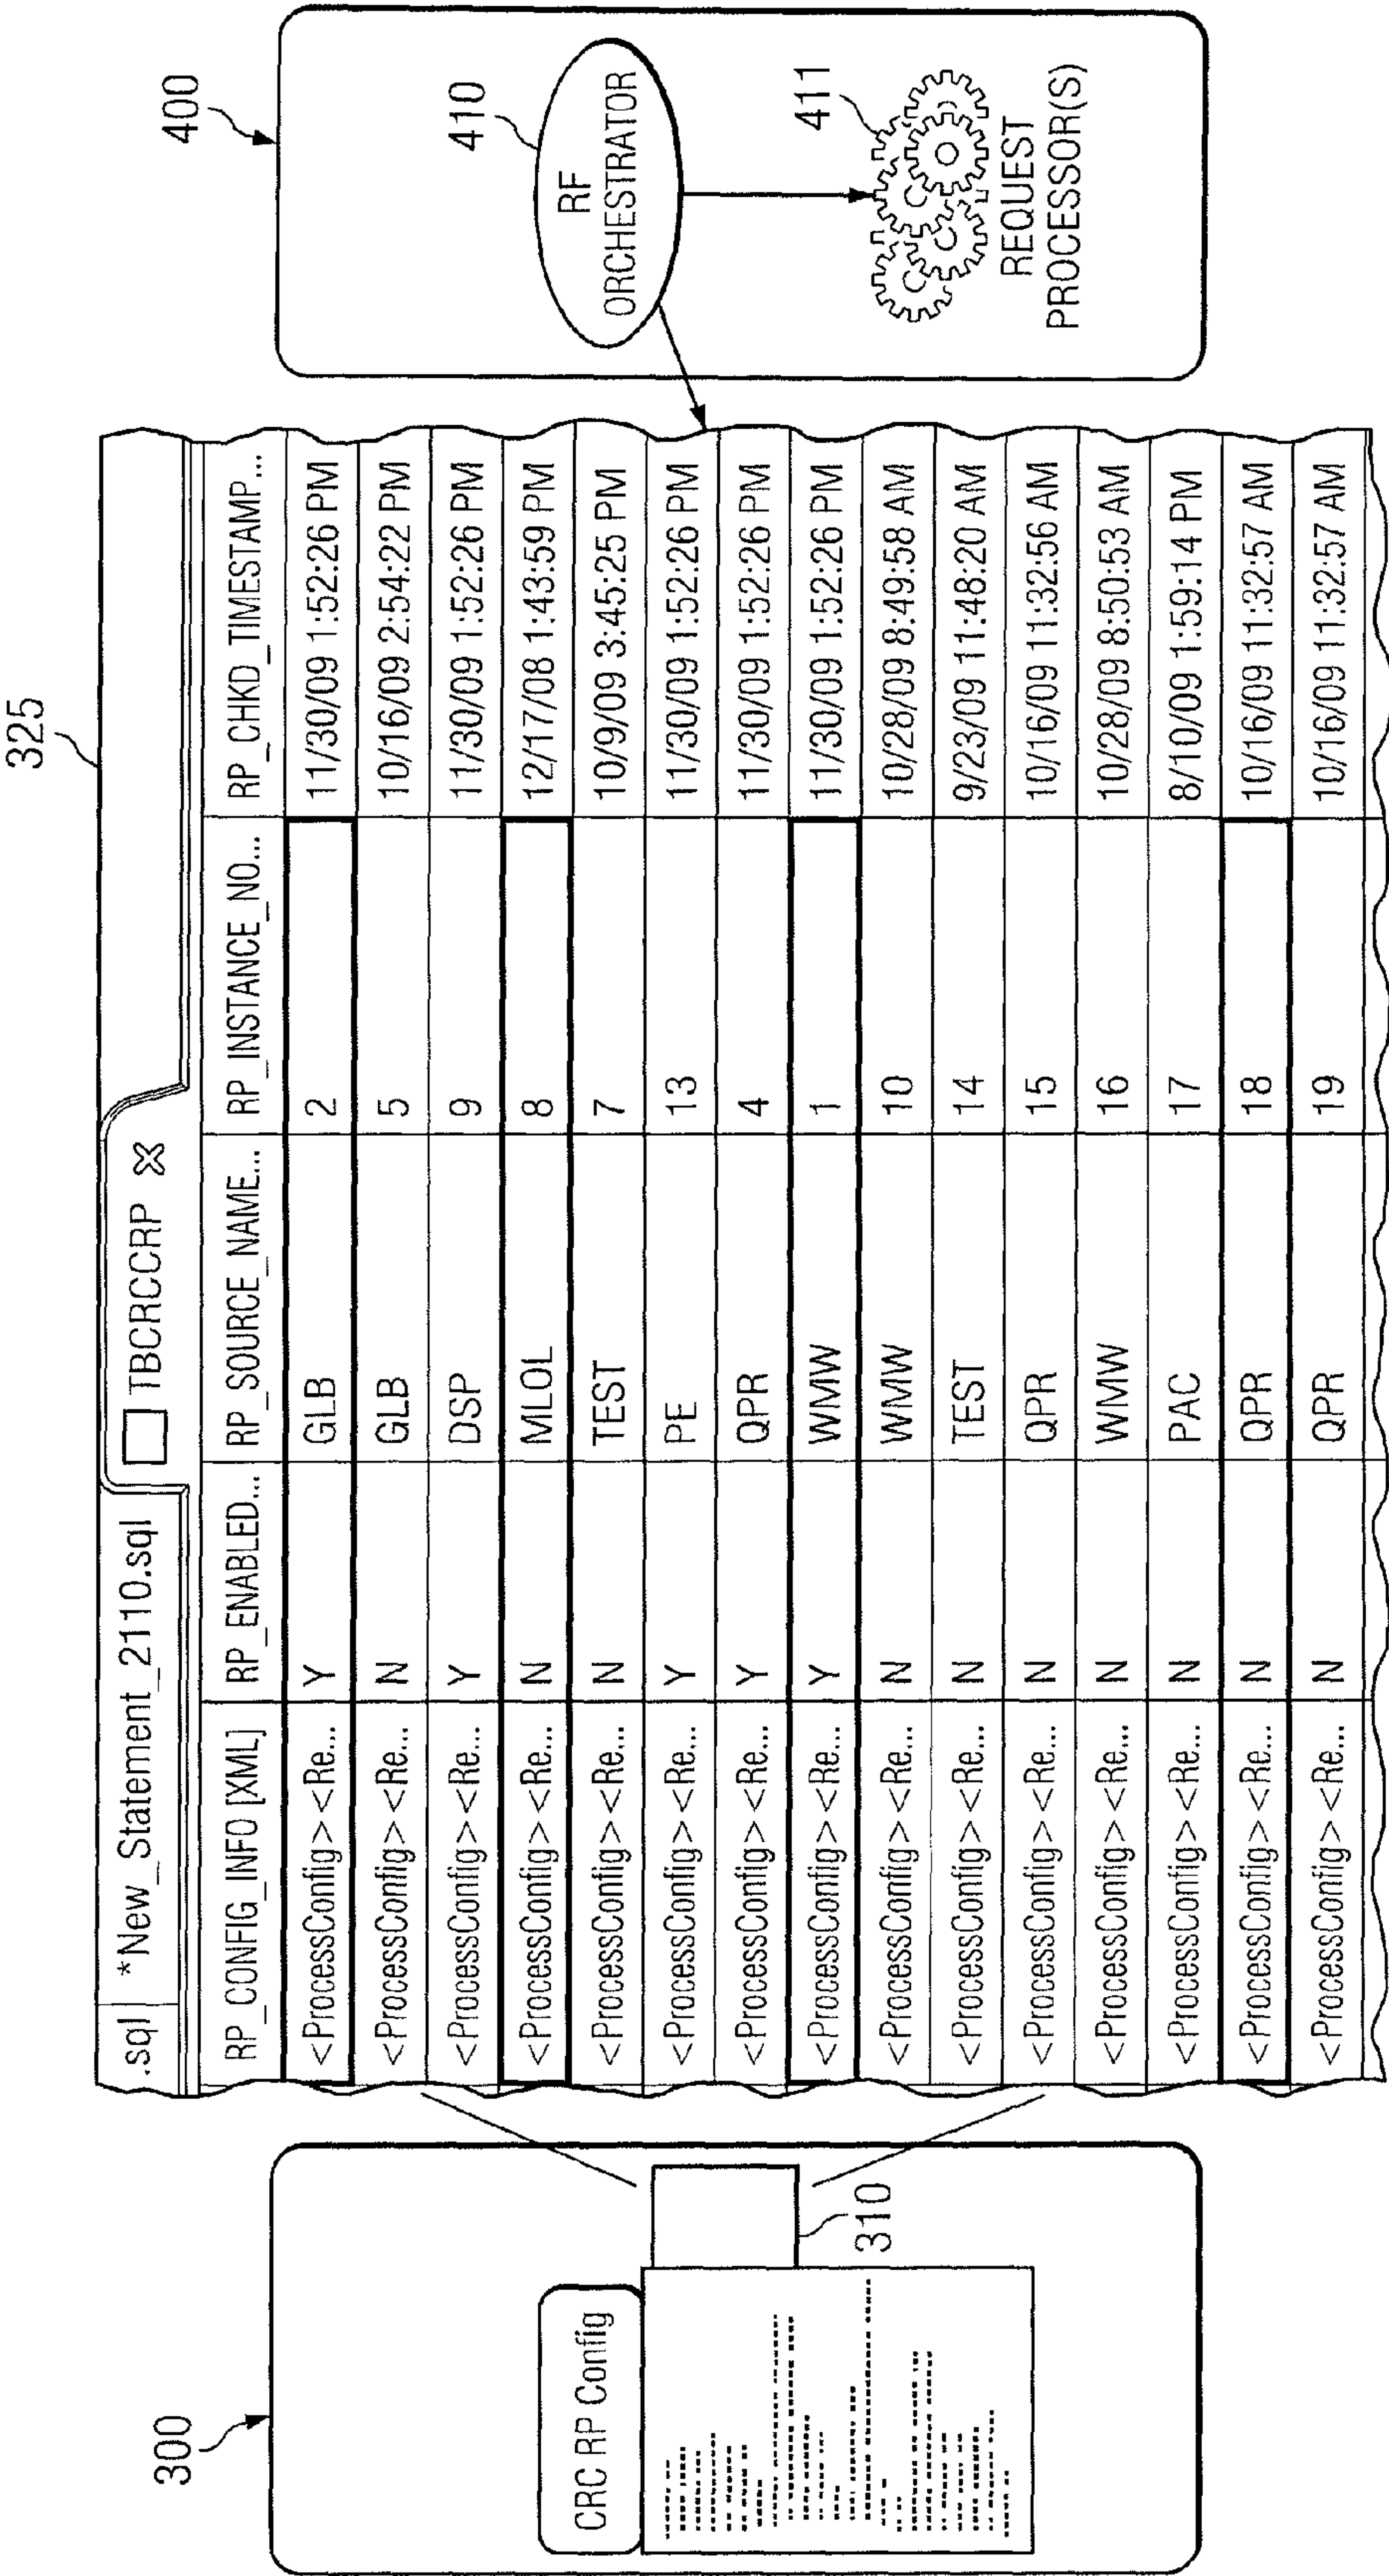 300
CRC RP Config
310
325
.sql *New_Statement_2110.sql TBCRCCRP
RP_CONFIG_INFO [XML] RP_ENABLED... RP_SOURCE_NAME... RP_INSTANCE_NO... RP_CHKD_TIMESTAMP...
<ProcessConfig> <Re... Y GLB 2 11/30/09 1:52:26 PM
<ProcessConfig> <Re... N GLB 5 10/16/09 2:54:22 PM
<ProcessConfig> <Re... Y DSP 9 11/30/09 1:52:26 PM
<ProcessConfig> <Re... N MLOL 8 12/17/08 1:43:59 PM
<ProcessConfig> <Re... N TEST 7 10/9/09 3:45:25 PM
<ProcessConfig> <Re... Y PE 13 11/30/09 1:52:26 PM
<ProcessConfig> <Re... Y QPR 4 11/30/09 1:52:26 PM
<ProcessConfig> <Re... Y WMW 1 11/30/09 1:52:26 PM
<ProcessConfig> <Re... N WMW 10 10/28/09 8:49:58 AM
<ProcessConfig> <Re... N TEST 14 9/23/09 11:48:20 AM
<ProcessConfig> <Re... N QPR 15 10/16/09 11:32:56 AM
<ProcessConfig> <Re... N WMW 16 10/28/09 8:50:53 AM
<ProcessConfig> <Re... N PAC 17 8/10/09 1:59:14 PM
<ProcessConfig> <Re... N QPR 18 10/16/09 11:32:57 AM
<ProcessConfig> <Re... N QPR 19 10/16/09 11:32:57 AM
400
410
RF
ORCHESTRATOR
411
REQUEST
PROCESSOR(S)